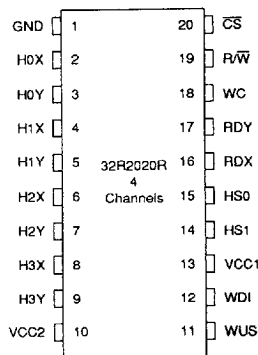 GND 1 20 C̅S̅
H0X 2 19 R/W̅
H0Y 3 18 WC
H1X 4 17 RDY
H1Y 5 16 RDX
32R2020R
4
Channels
H2X 6 15 HS0
H2Y 7 14 HS1
H3X 8 13 VCC1
H3Y 9 12 WDI
VCC2 10 11 WUS